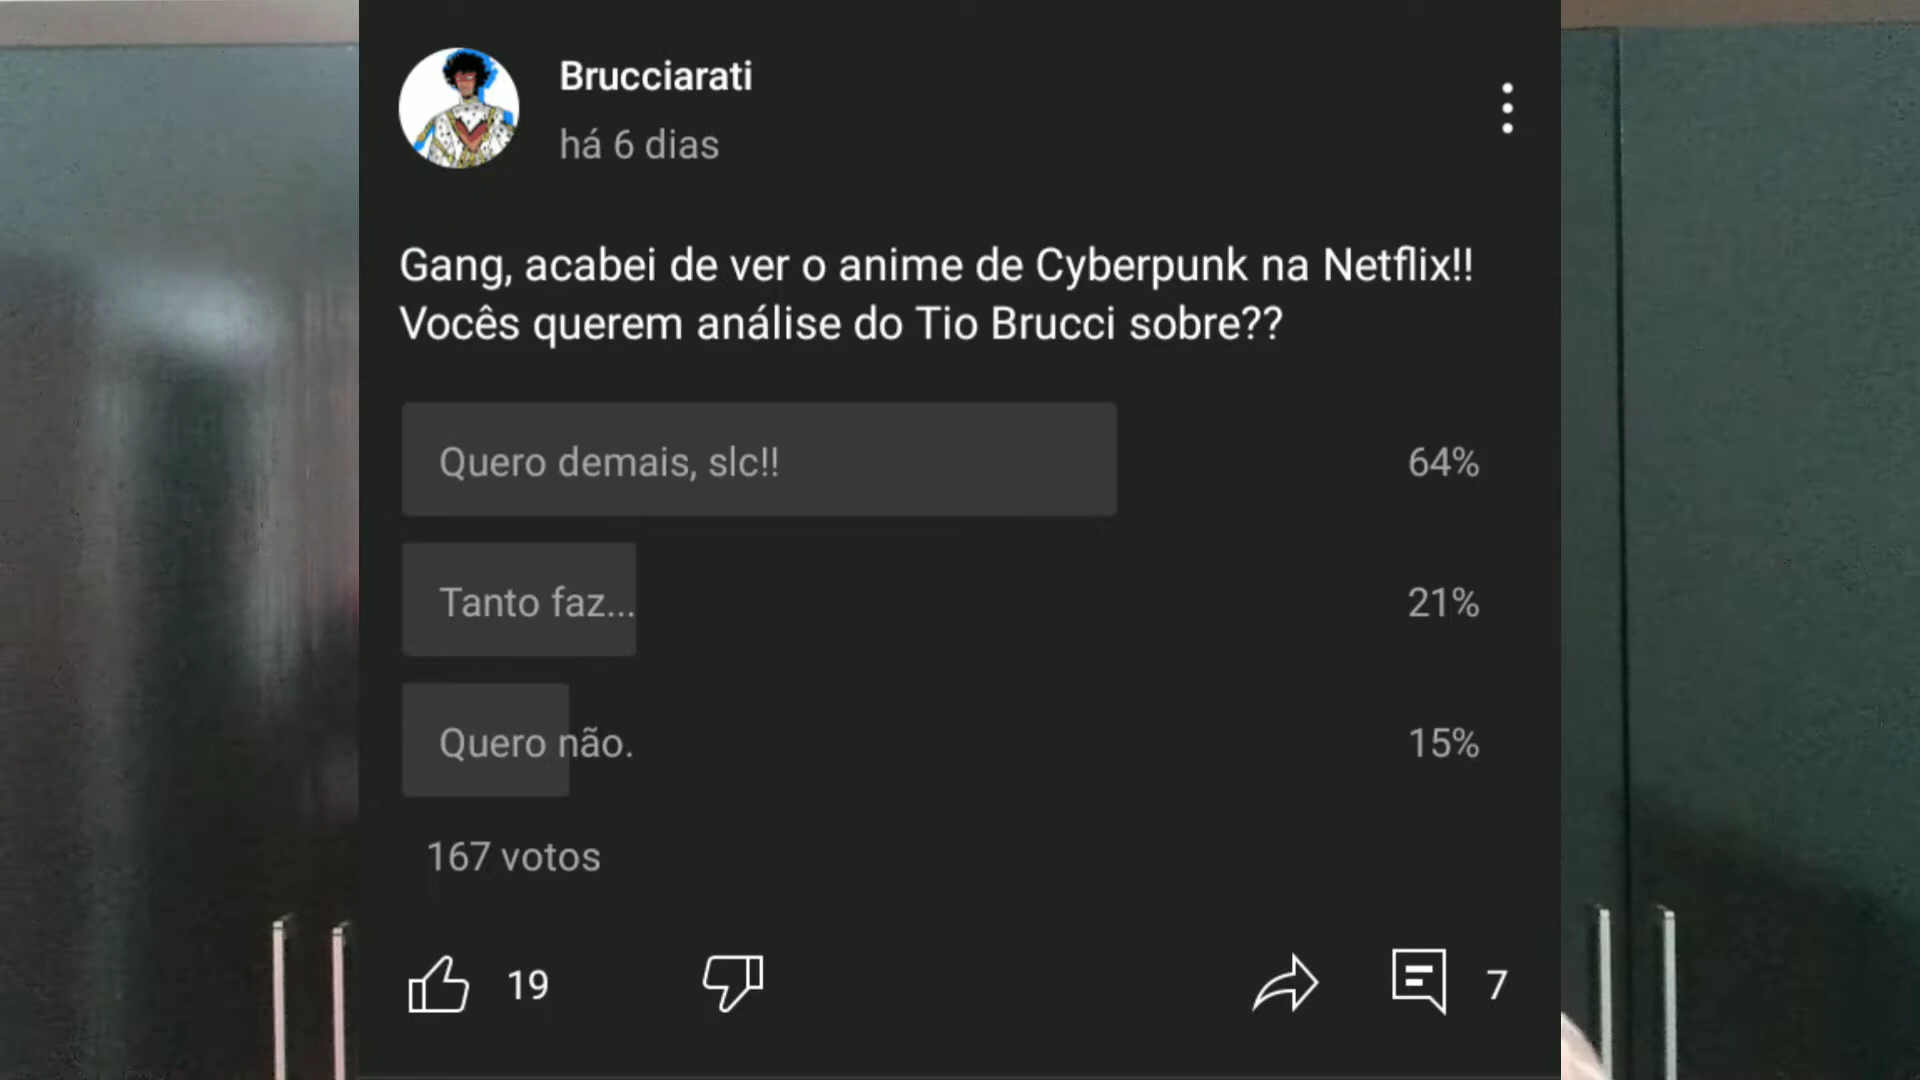 Brucciarati
há 6 dias
Gang, acabei de ver o anime de Cyberpunk na Netflix!!
Vocês querem análise do Tio Brucci sobre??
Quero demais, slc!!
64%
Tanto faz...
21%
Quero não.
15%
167 votos
19
7